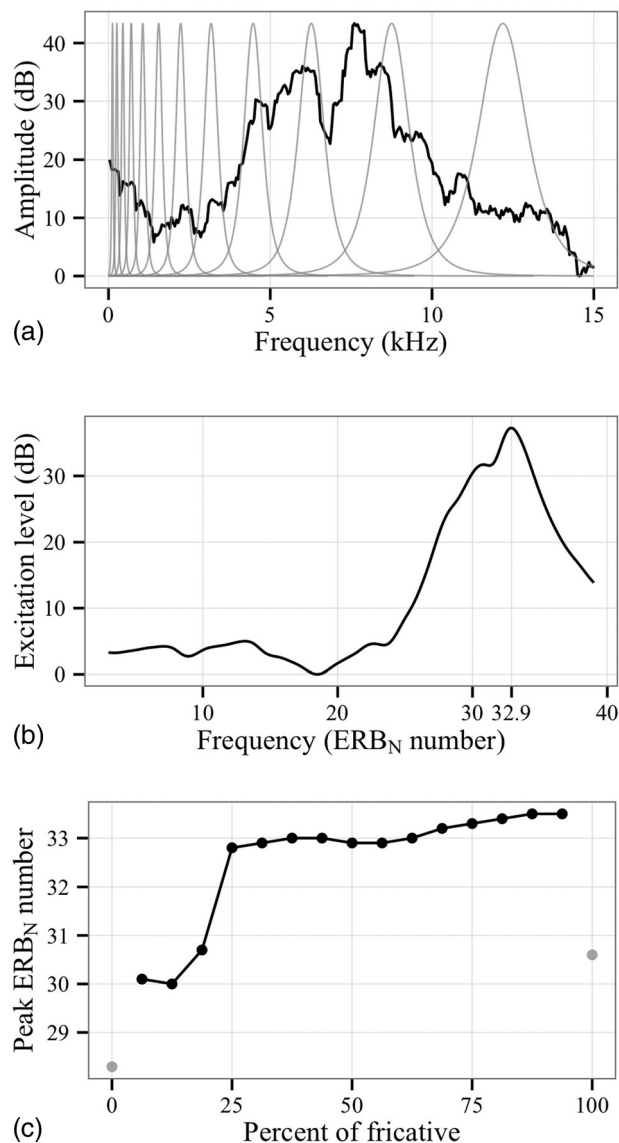 Amplitude (dB)
40
30
20
10
0
0 5 10 15
Frequency (kHz)
(a)
Excitation level (dB)
30
20
10
0
10 20 30 32.9 40
Frequency (ERB_N number)
(b)
Peak ERB_N number
33
32
31
30
29
0 25 50 75 100
Percent of fricative
(c)